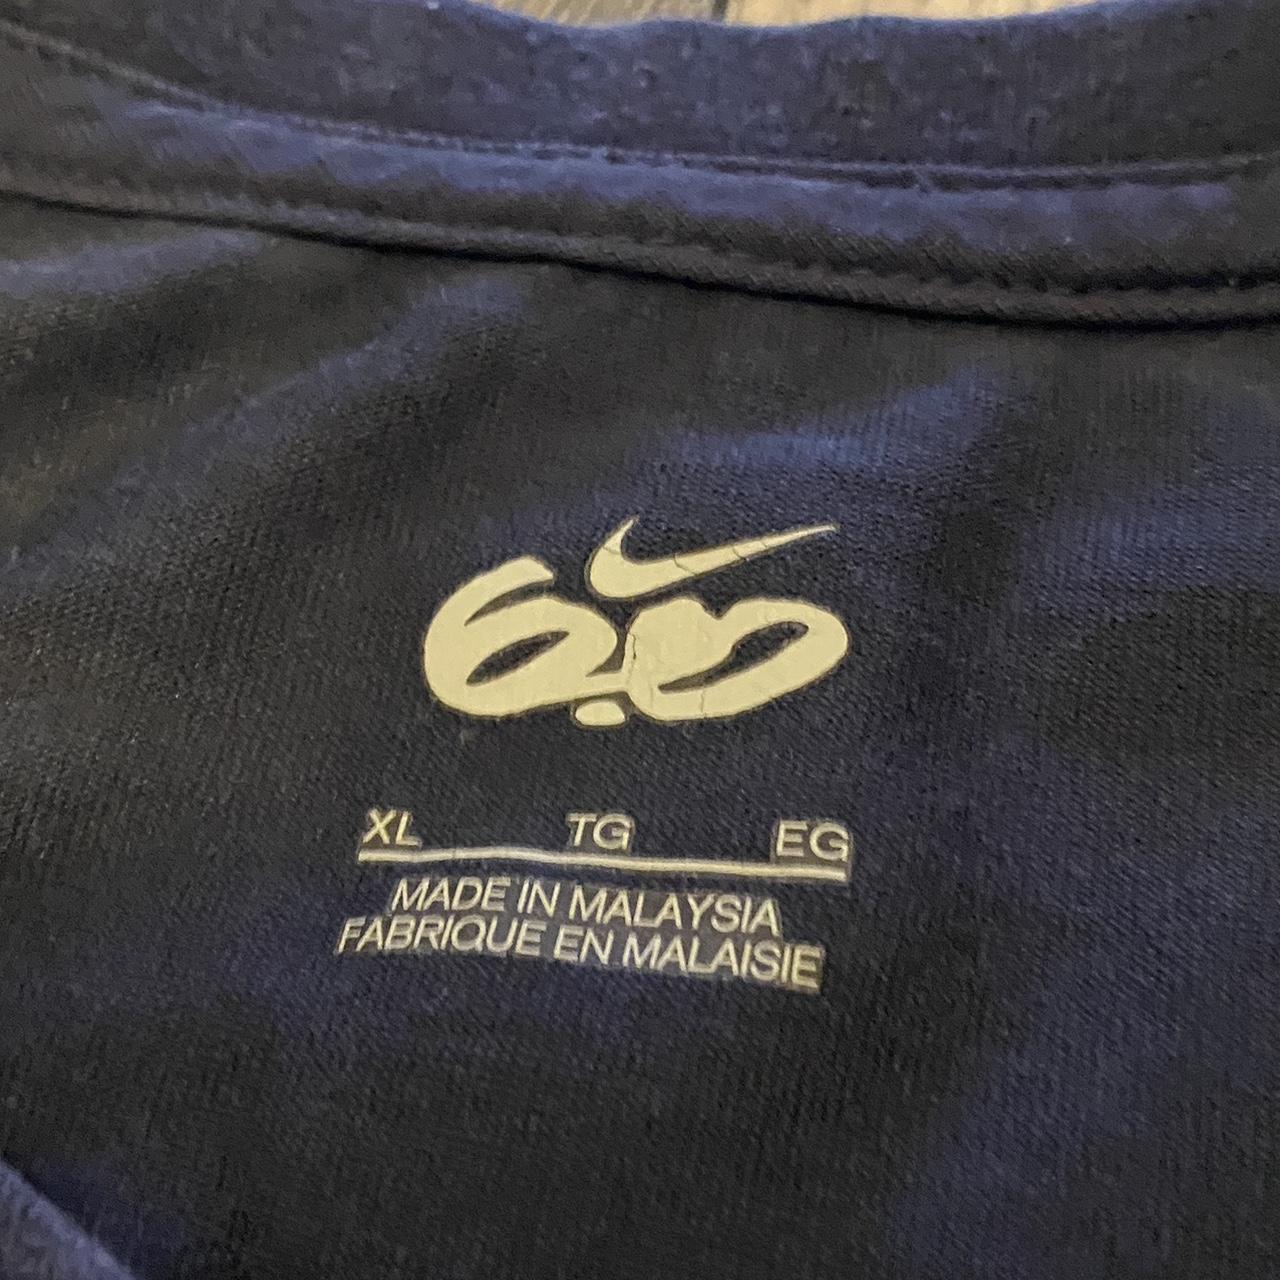 6.0
XL TG EG
MADE IN MALAYSIA
FABRIQUE EN MALAISIE